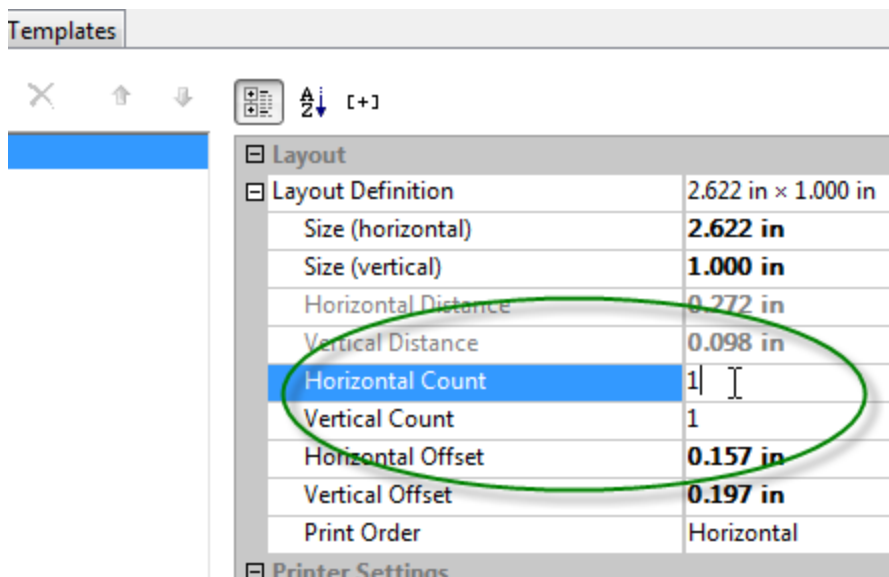 Templates
A Z [+]
Layout
Layout Definition 2.622 in × 1.000 in
Size (horizontal) 2.622 in
Size (vertical) 1.000 in
Horizontal Distance 0.272 in
Vertical Distance 0.098 in
Horizontal Count 1
Vertical Count 1
Horizontal Offset 0.157 in
Vertical Offset 0.197 in
Print Order Horizontal
Printer Settings